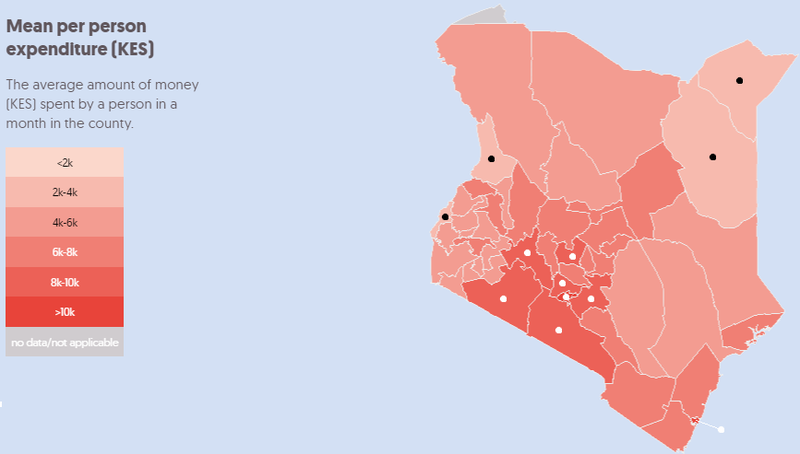 Mean per person
expenditure (KES)
The average amount of money
(KES) spent by a person in a
month in the county.
<2k
2k-4k
4k-6k
6k-8k
8k-10k
>10k
no data/not applicable